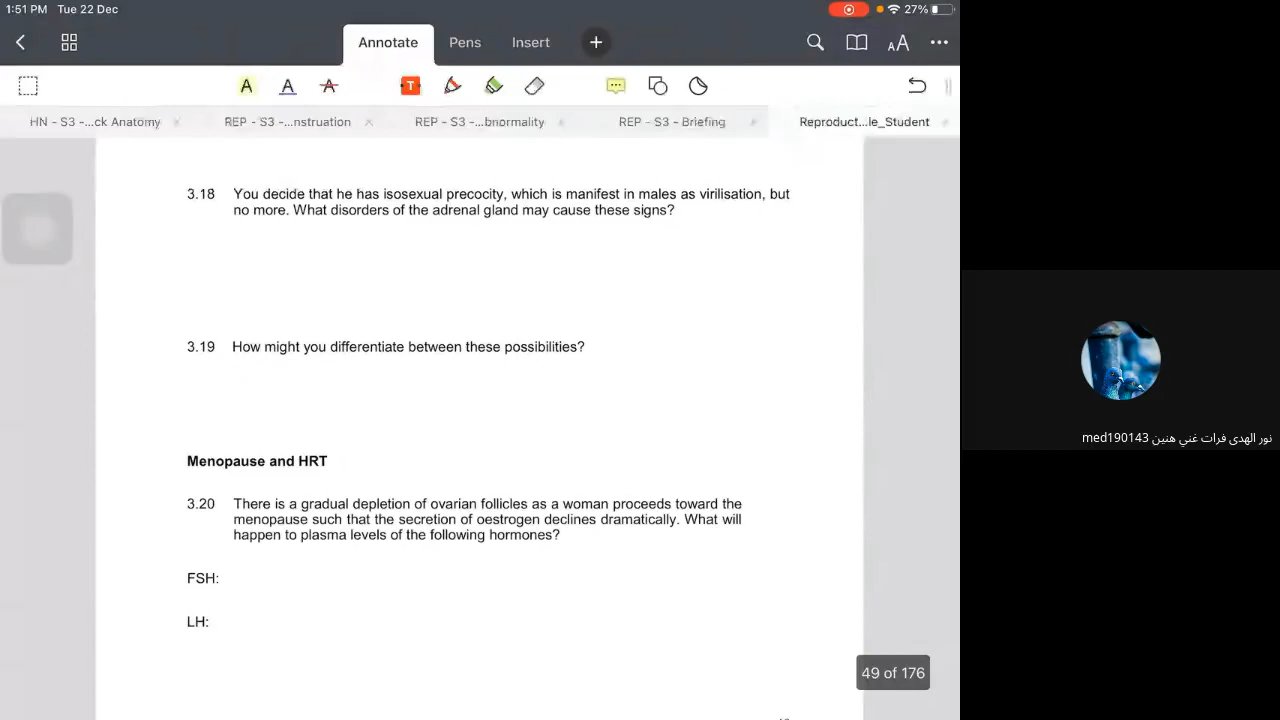 1:51 PM Tue 22 Dec
27%
Annotate
Pens
Insert
AA
A A A
T
HN - S3 -...ck Anatomy
REP - S3 -...nstruation
REP - S3 -...bnormality
REP - S3 - Briefing
Reproduct...le_Student
3.18 You decide that he has isosexual precocity, which is manifest in males as virilisation, but
no more. What disorders of the adrenal gland may cause these signs?
3.19 How might you differentiate between these possibilities?
Menopause and HRT
3.20 There is a gradual depletion of ovarian follicles as a woman proceeds toward the
menopause such that the secretion of oestrogen declines dramatically. What will
happen to plasma levels of the following hormones?
FSH:
LH:
49 of 176
نور الهدى فرات غني هنين med190143